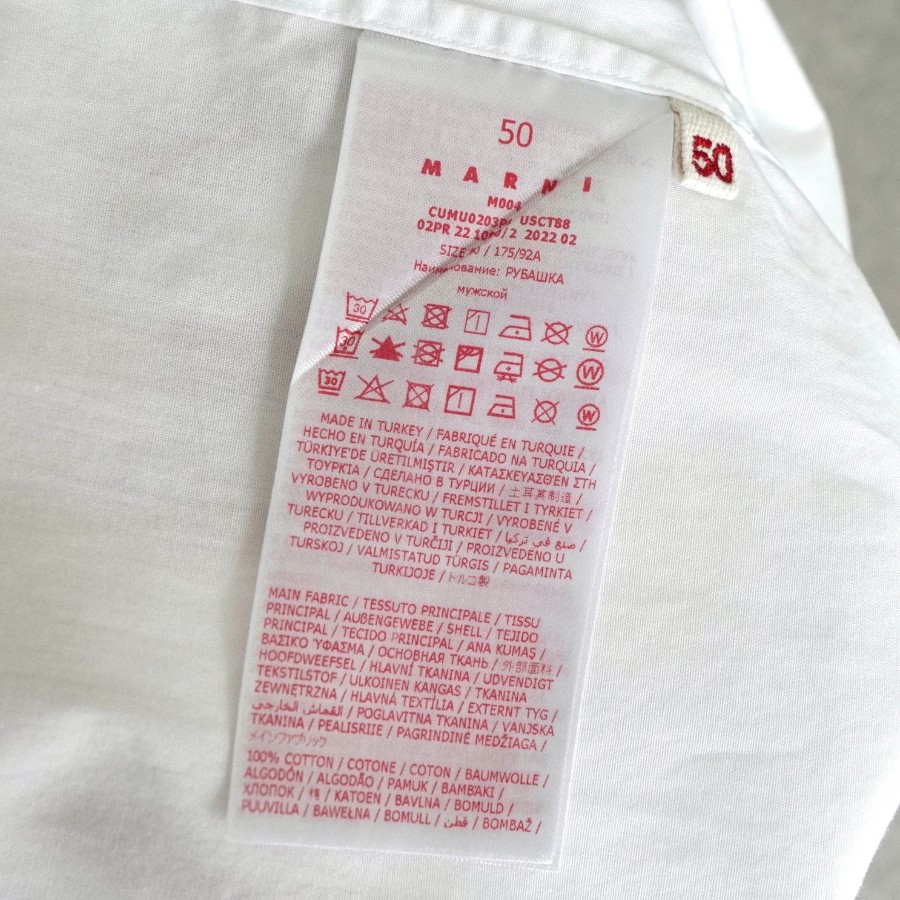 50
50
MARNI
M004
USCT88
02PR 22 2022 02
SIZE / 175/92A
РУБАШКА
мужской
30
30
30
MADE IN TURKEY / FABRIQUÉ EN TURQUIE /
HECHO EN TURQUÍA / FABRICADO NA TURQUIA /
TÜRKIYE'DE ÜRETILMIŞTIR / ΚΑΤΑΣΚΕΥΑΣΘΕΝ ΣΤΗ
ΤΟΥΡΚΙΑ / СДЕЛАНО В ТУРЦИИ / 土耳其制造 /
VYROBENO V TURECKU / FREMSTILLET I TYRKIET /
WYPRODUKOWANO W TURCJI / VYROBENÉ V
TURECKU / TILLVERKAD I TURKIET / صنع في تركيا /
PROIZVEDENO V TURČIJI / PROIZVEDENO U
TURSKOJ / VALMISTATUD TÜRGIS / PAGAMINTA
TURKIJOJE / トルコ製
MAIN FABRIC / TESSUTO PRINCIPALE / TISSU
PRINCIPAL / AUßENGEWEBE / SHELL / TEJIDO
PRINCIPAL / TECIDO PRINCIPAL / ANA KUMAŞ /
ΒΑΣΙΚΟ ΎΦΑΣΜΑ / ОСНОВНАЯ ТКАНЬ / 外部面料 /
HOOFDWEEFSEL / HLAVNÍ TKANINA / UDVENDIGT
TEKSTILSTOF / ULKOINEN KANGAS / TKANINA
ZEWNĘTRZNA / HLAVNÁ TEXTÍLIA / EXTERNT TYG /
القماش الخارجي / POGLAVITNA TKANINA / VANJSKA
TKANINA / PEALISRIIE / PAGRINDINĖ MEDŽIAGA /
メインファブリック
100% COTTON / COTONE / COTON / BAUMWOLLE /
ALGODÓN / ALGODÃO / PAMUK / ΒΑΜΒΑΚΙ /
ХЛОПОК / / KATOEN / BAVLNA / BOMULD /
PUUVILLA / BAWEŁNA / BOMULL / قطن / BOMBAŽ /